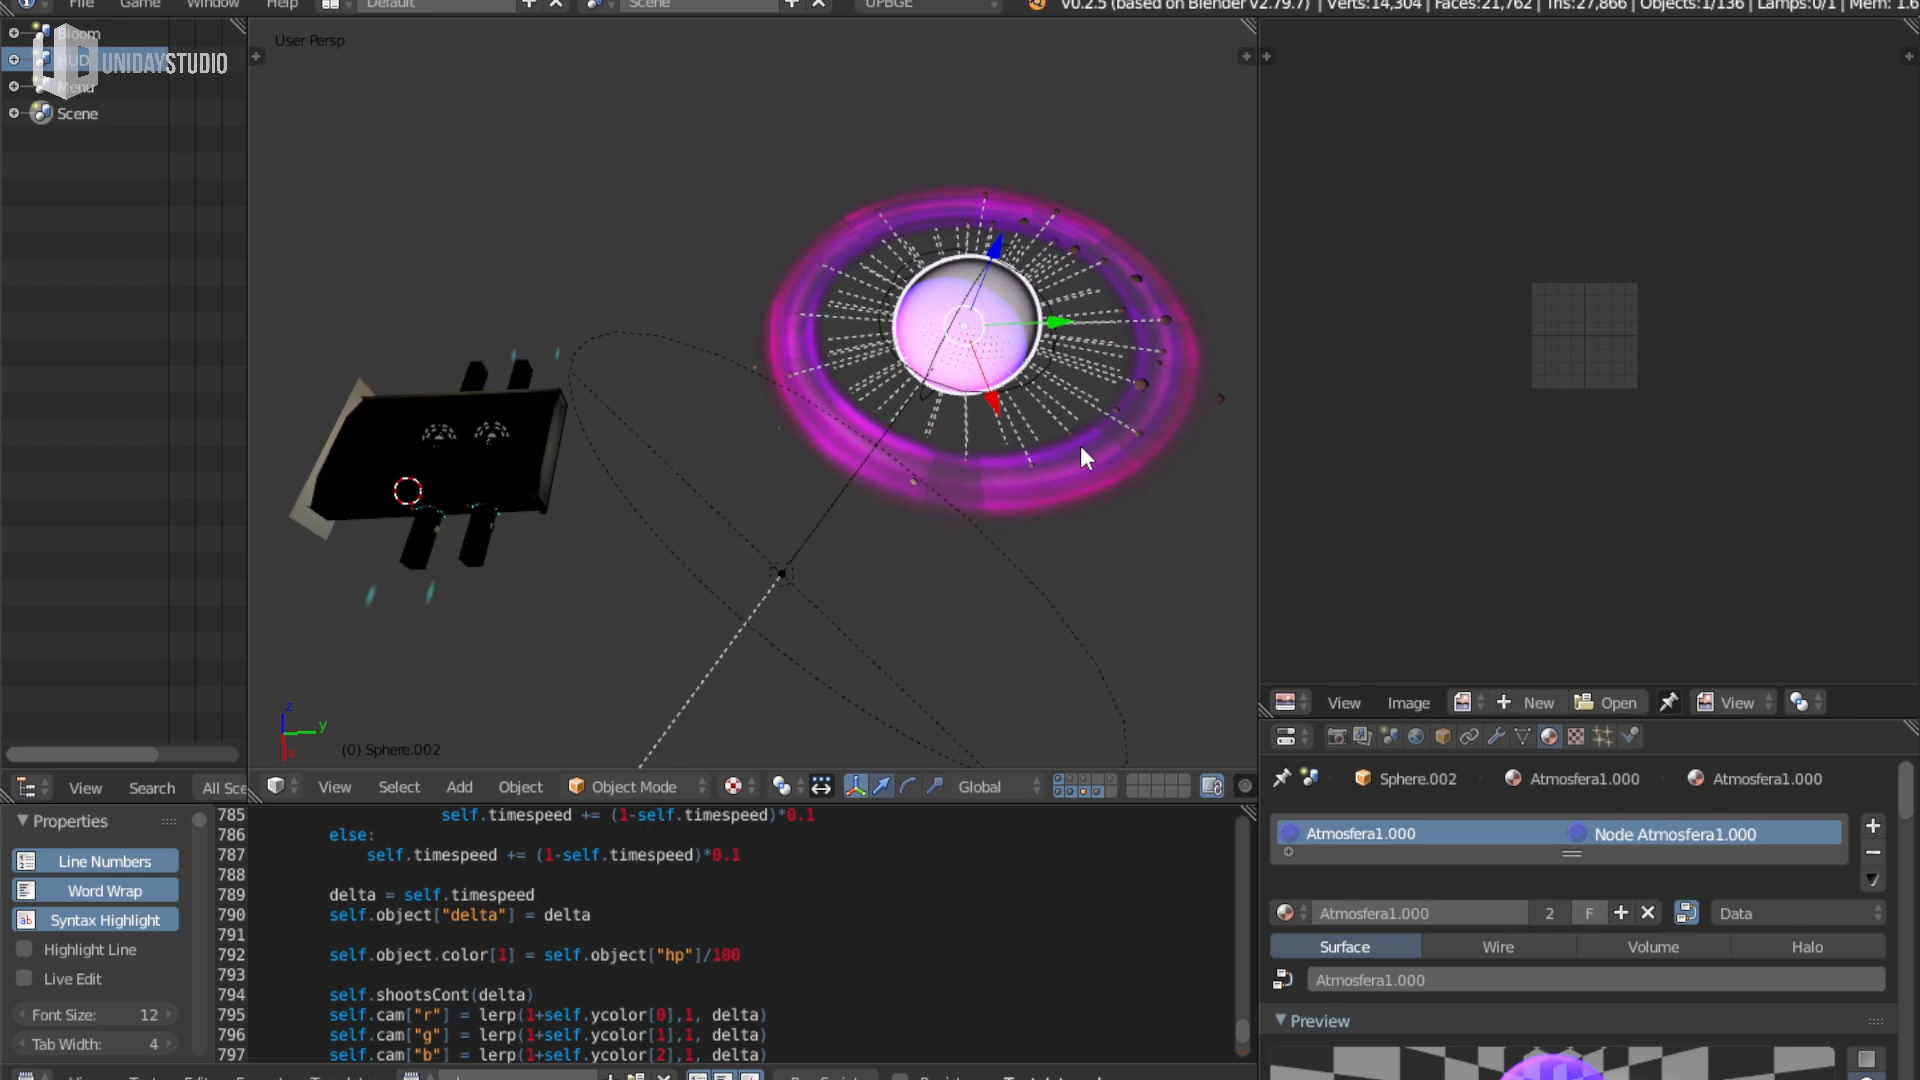 File Game Window Help Default Scene UPBGE v0.2.5 (based on Blender v2.79.7) | Verts:14,304 | Faces:21,762 | Tris:27,866 | Objects:1/136 | Lamps:0/1 | Mem: 1.6
Bloom
HUD
Menu
Scene
UNIDAYSTUDIO
User Persp
z
y
(0) Sphere.002
View Search All Sce
View Select Add Object Object Mode Global
View Image New Open View
Sphere.002 Atmosfera1.000 Atmosfera1.000
Atmosfera1.000 Node Atmosfera1.000
Atmosfera1.000 2 F Data
Surface Wire Volume Halo
Atmosfera1.000
Preview
Properties
Line Numbers
Word Wrap
Syntax Highlight
Highlight Line
Live Edit
Font Size: 12
Tab Width: 4
785 self.timespeed += (1-self.timespeed)*0.1
786 else:
787 self.timespeed += (1-self.timespeed)*0.1
788
789 delta = self.timespeed
790 self.object["delta"] = delta
791
792 self.object.color[1] = self.object["hp"]/100
793
794 self.shootsCont(delta)
795 self.cam["r"] = lerp(1+self.ycolor[0],1, delta)
796 self.cam["g"] = lerp(1+self.ycolor[1],1, delta)
797 self.cam["b"] = lerp(1+self.ycolor[2],1, delta)